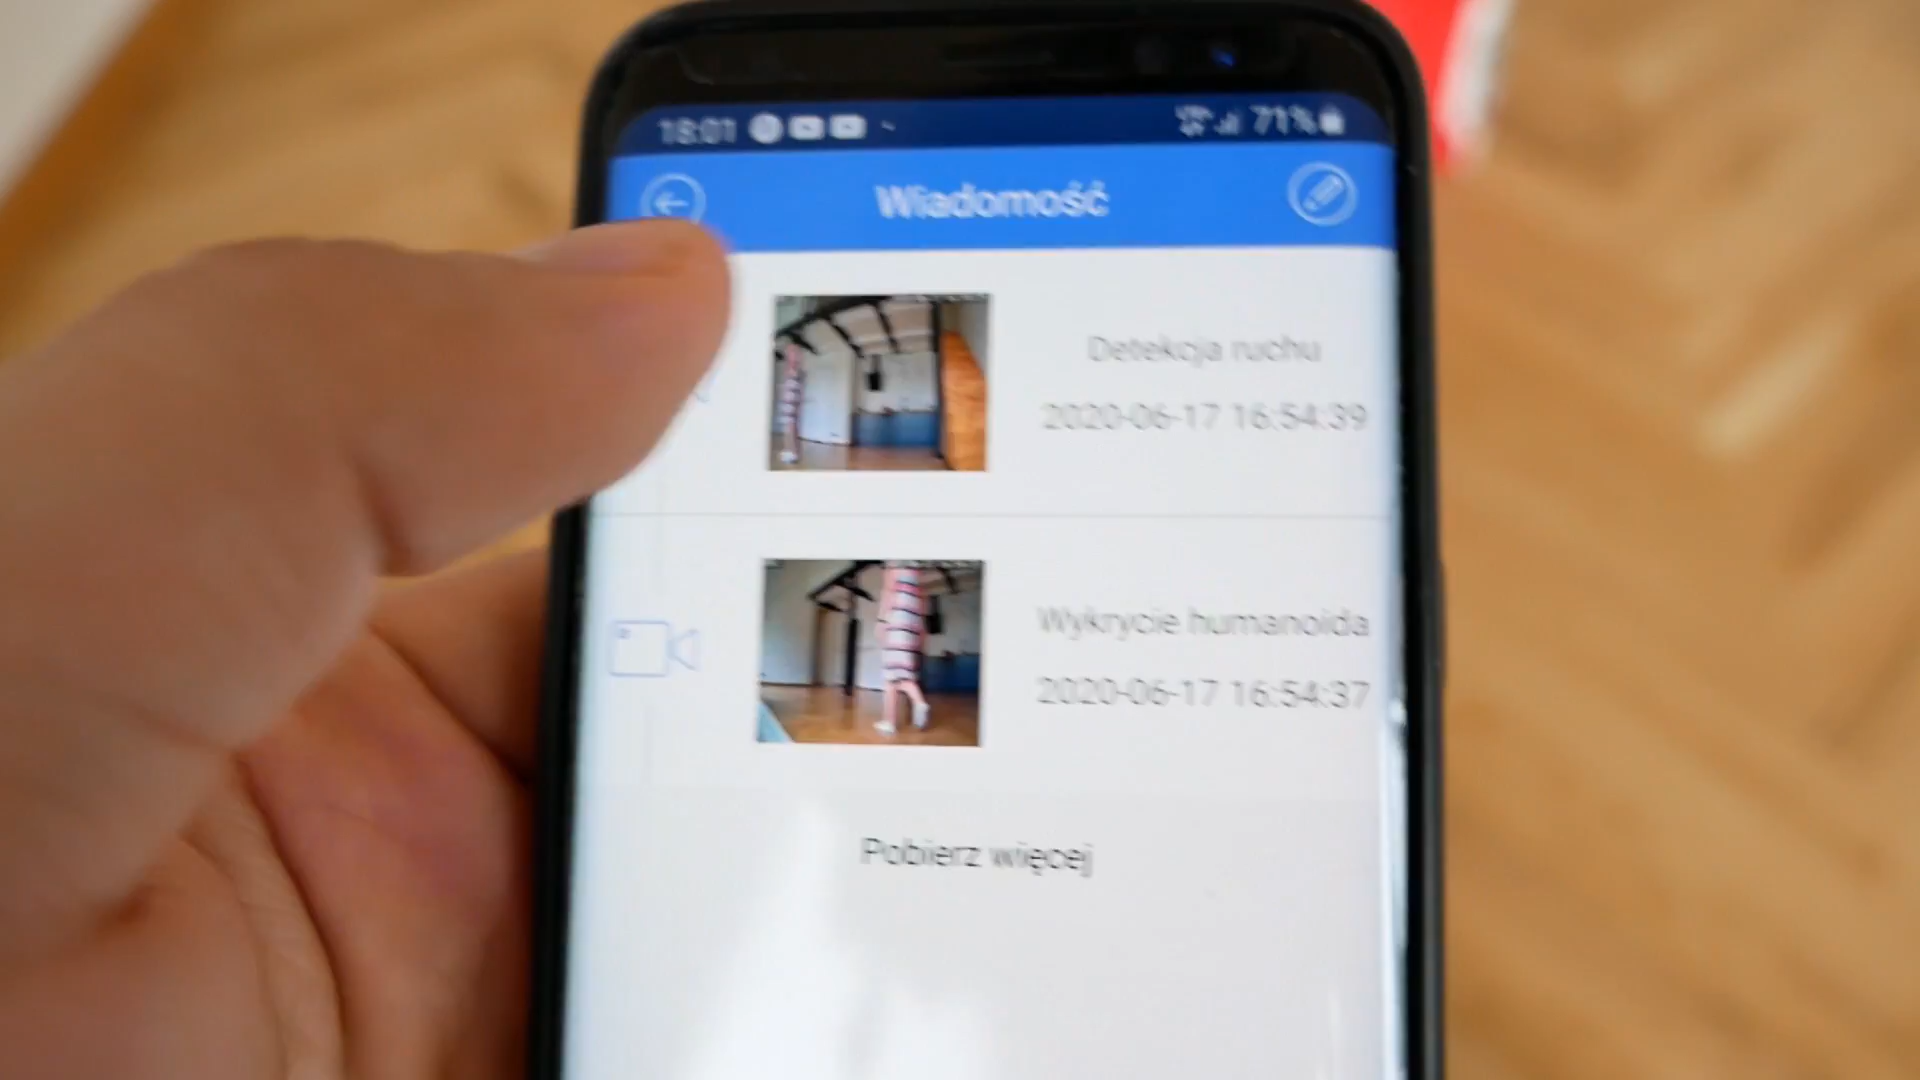 18:01
71%
Wiadomość
Detekcja ruchu
2020-06-17 16:54:39
Wykrycie humanoida
2020-06-17 16:54:37
Pobierz więcej